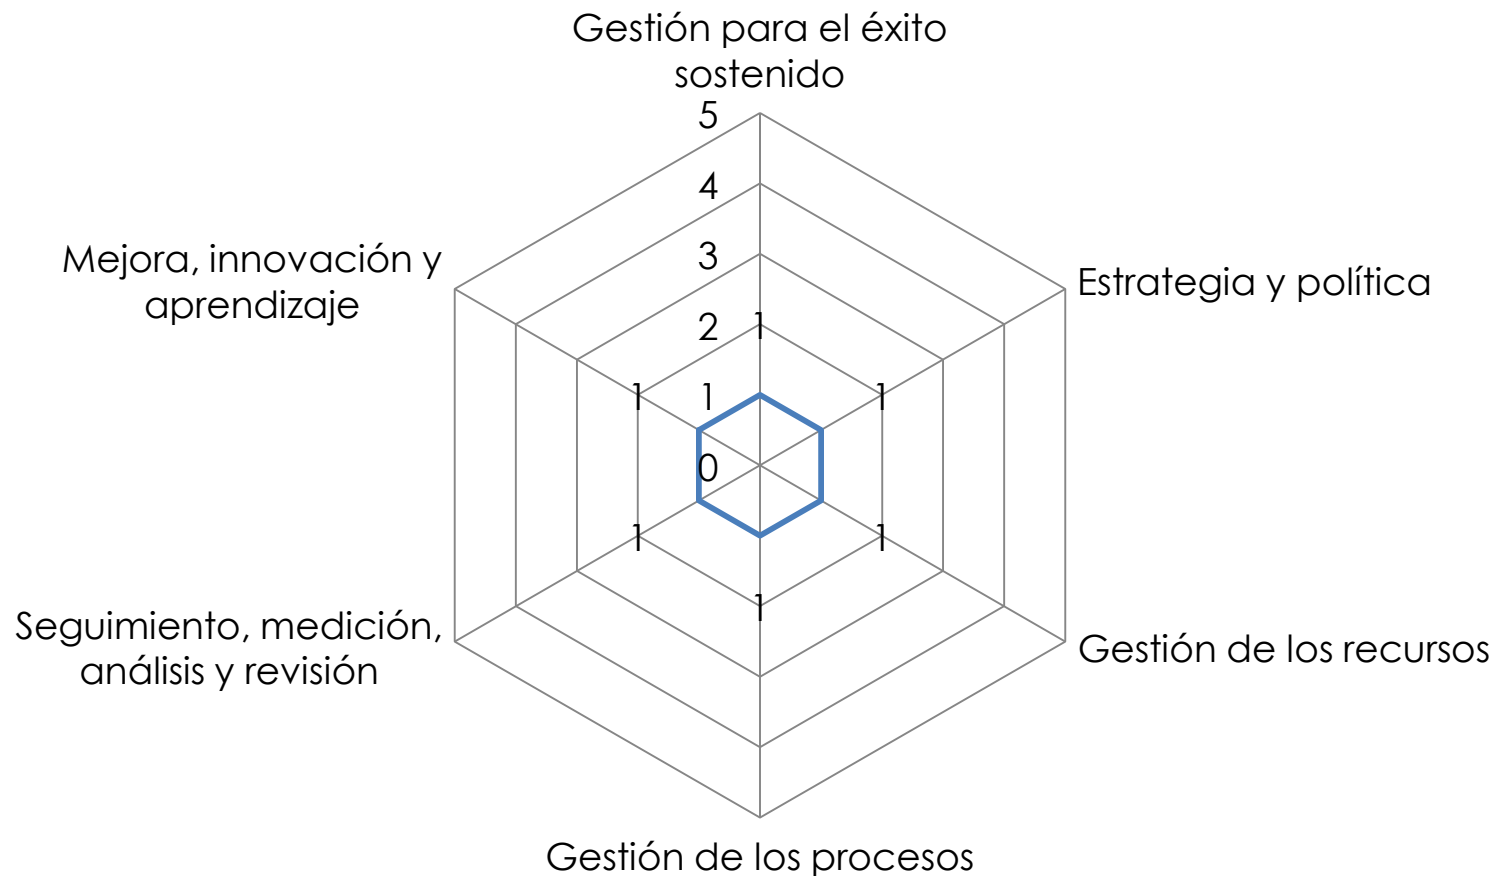 Gestión para el éxito
sostenido
5
4
3
2
1
0
1
1
1
1
1
1
Estrategia y política
Gestión de los recursos
Gestión de los procesos
Seguimiento, medición,
análisis y revisión
Mejora, innovación y
aprendizaje